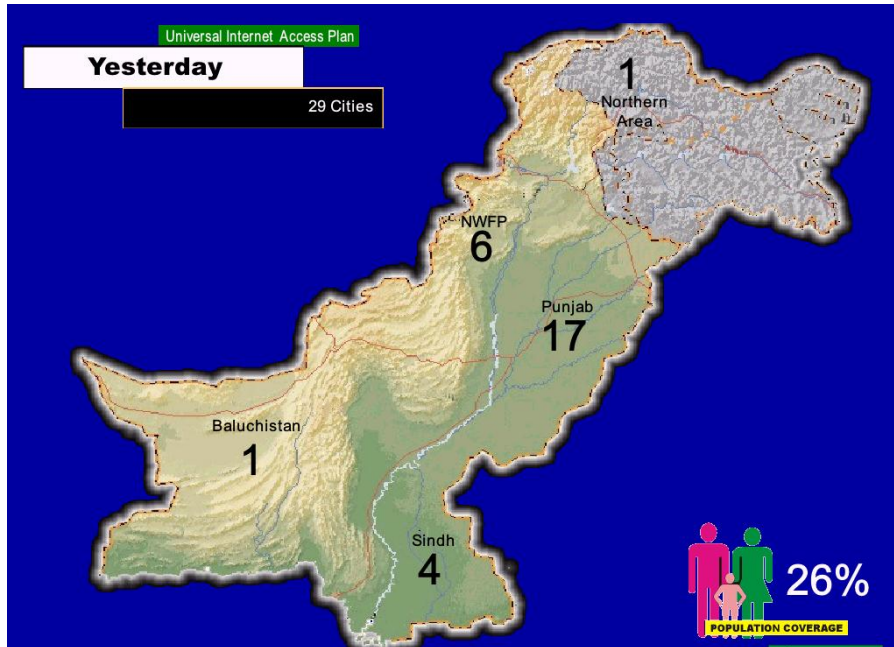 Universal Internet Access Plan
Yesterday
29 Cities
1
Northern
Area
NWFP
6
Punjab
17
Baluchistan
1
Sindh
4
26%
POPULATION COVERAGE